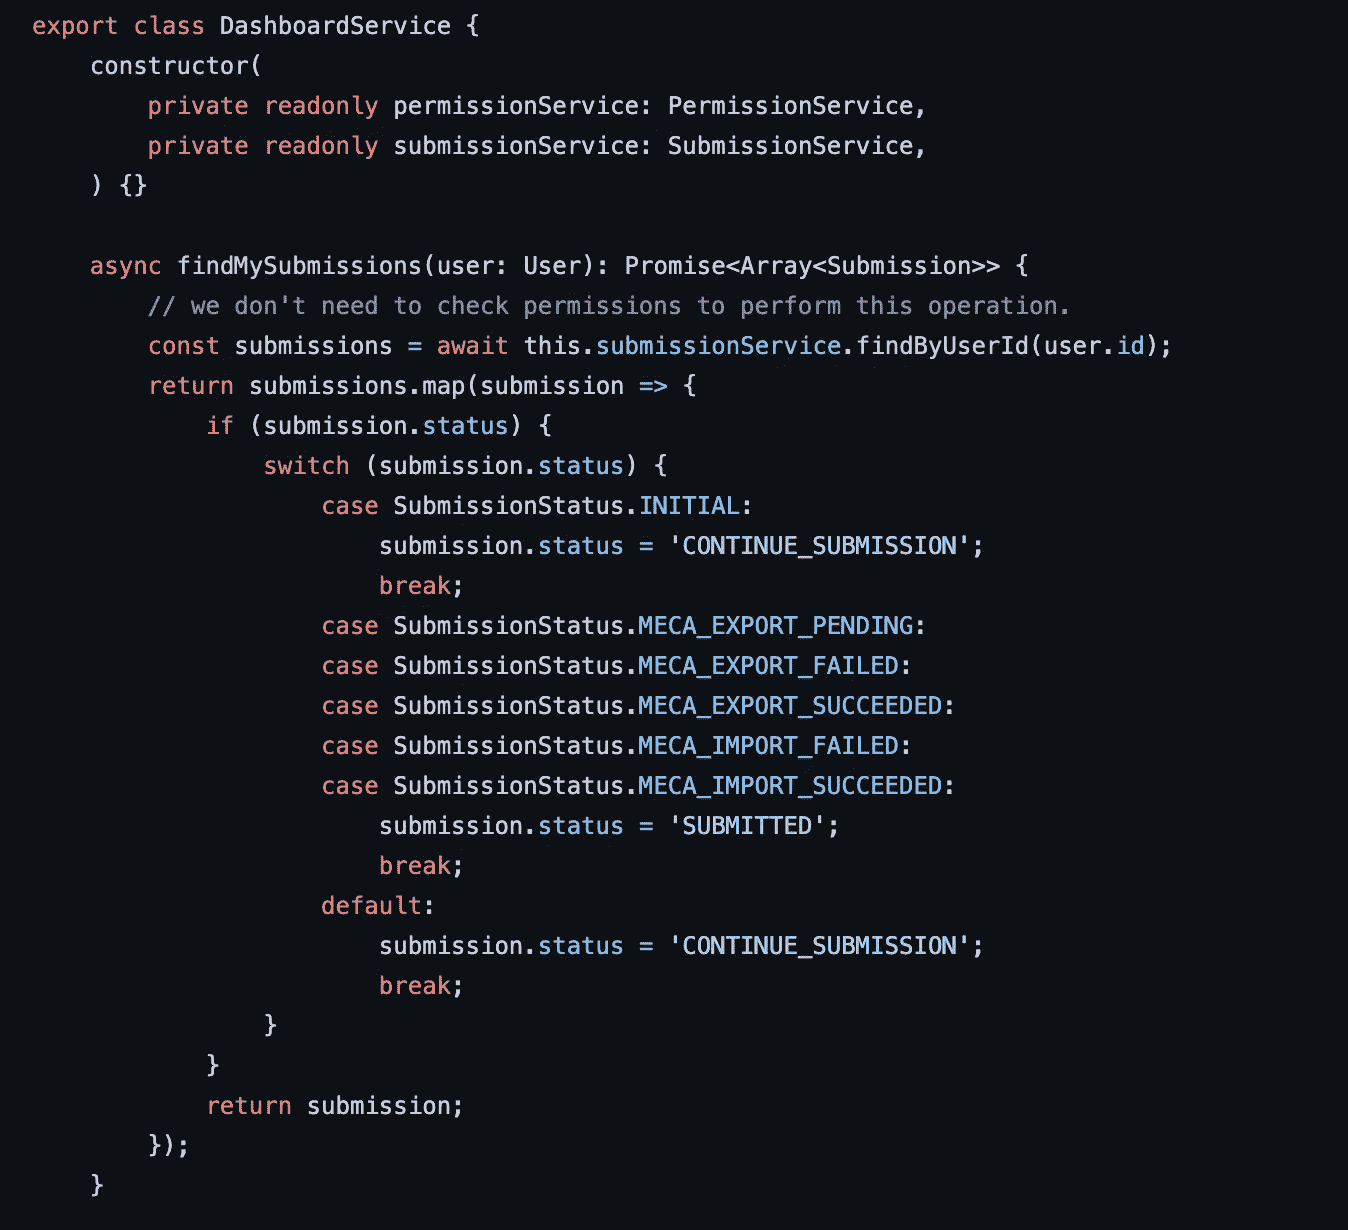 export class DashboardService {
    constructor(
        private readonly permissionService: PermissionService,
        private readonly submissionService: SubmissionService,
    ) {}

    async findMySubmissions(user: User): Promise<Array<Submission>> {
        // we don't need to check permissions to perform this operation.
        const submissions = await this.submissionService.findByUserId(user.id);
        return submissions.map(submission => {
            if (submission.status) {
                switch (submission.status) {
                    case SubmissionStatus.INITIAL:
                        submission.status = 'CONTINUE_SUBMISSION';
                        break;
                    case SubmissionStatus.MECA_EXPORT_PENDING:
                    case SubmissionStatus.MECA_EXPORT_FAILED:
                    case SubmissionStatus.MECA_EXPORT_SUCCEEDED:
                    case SubmissionStatus.MECA_IMPORT_FAILED:
                    case SubmissionStatus.MECA_IMPORT_SUCCEEDED:
                        submission.status = 'SUBMITTED';
                        break;
                    default:
                        submission.status = 'CONTINUE_SUBMISSION';
                        break;
                }
            }
            return submission;
        });
    }